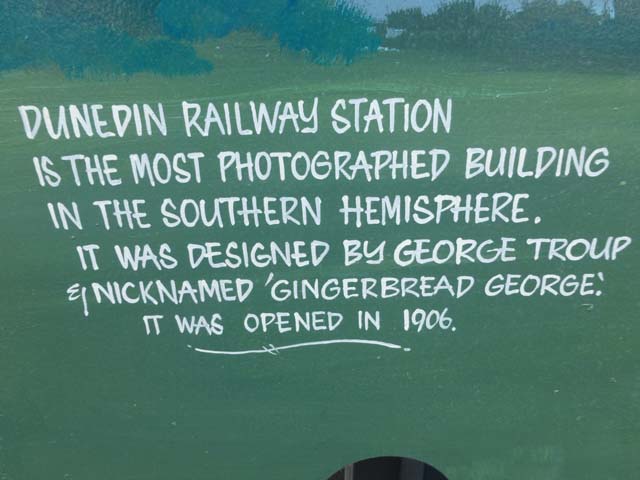 DUNEDIN RAILWAY STATION
IS THE MOST PHOTOGRAPHED BUILDING
IN THE SOUTHERN HEMISPHERE.
IT WAS DESIGNED BY GEORGE TROUP
& NICKNAMED 'GINGERBREAD GEORGE'.
IT WAS OPENED IN 1906.